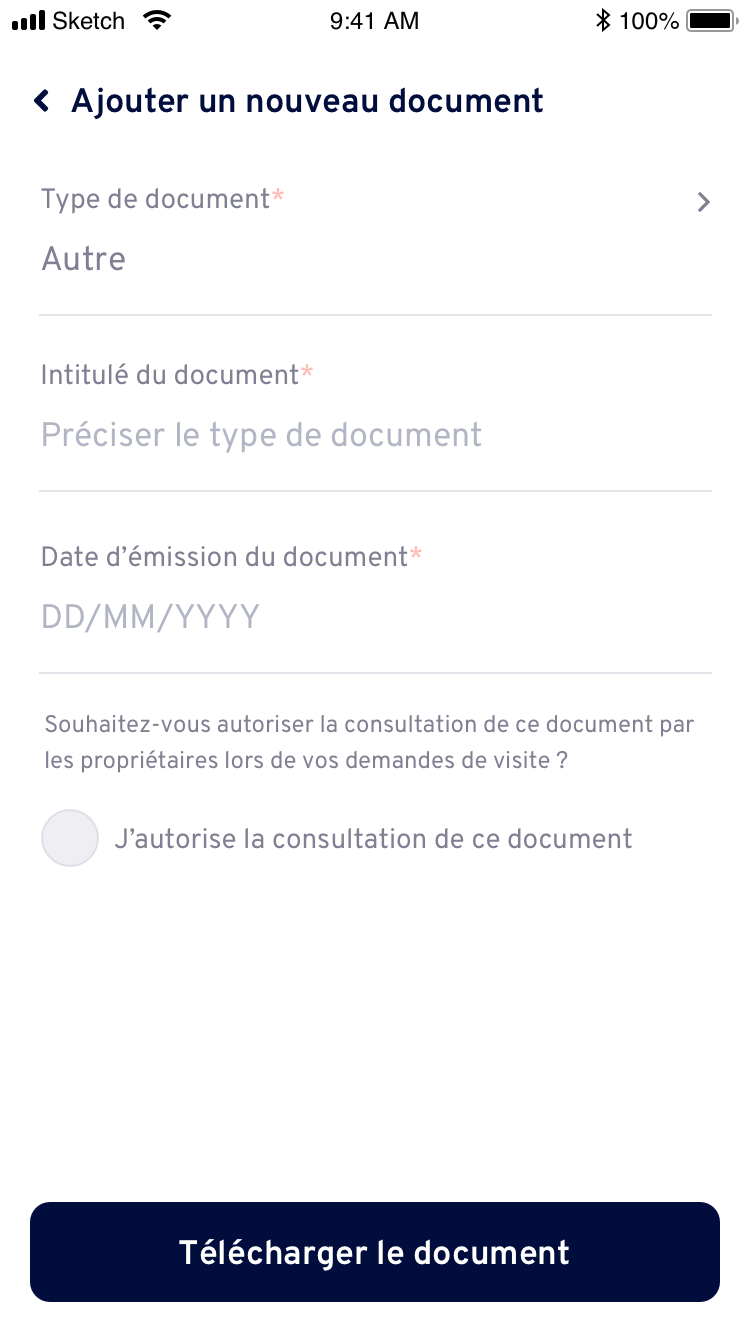 Sketch 9:41 AM 100%
Ajouter un nouveau document
Type de document*
Autre
Intitulé du document*
Préciser le type de document
Date d’émission du document*
DD/MM/YYYY
Souhaitez-vous autoriser la consultation de ce document par
les propriétaires lors de vos demandes de visite ?
J’autorise la consultation de ce document
Télécharger le document